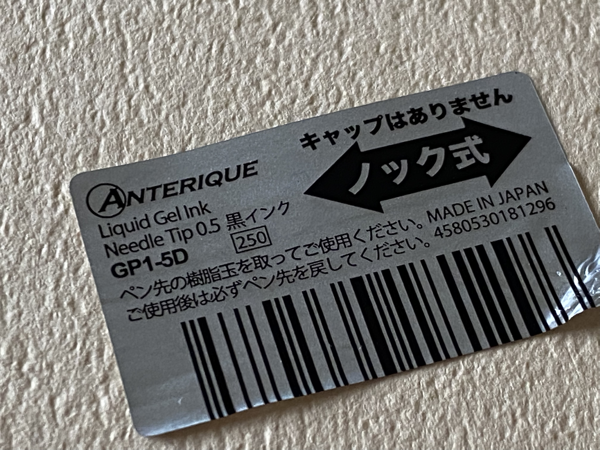 キャップはありません
ANTERIQUE
ノック式
Liquid Gel Ink
Needle Tip 0.5 黒インク
GP1-5D
250
MADE IN JAPAN
ペン先の樹脂玉を取ってご使用ください。
ご使用後は必ずペン先を戻してください。
4580530181296